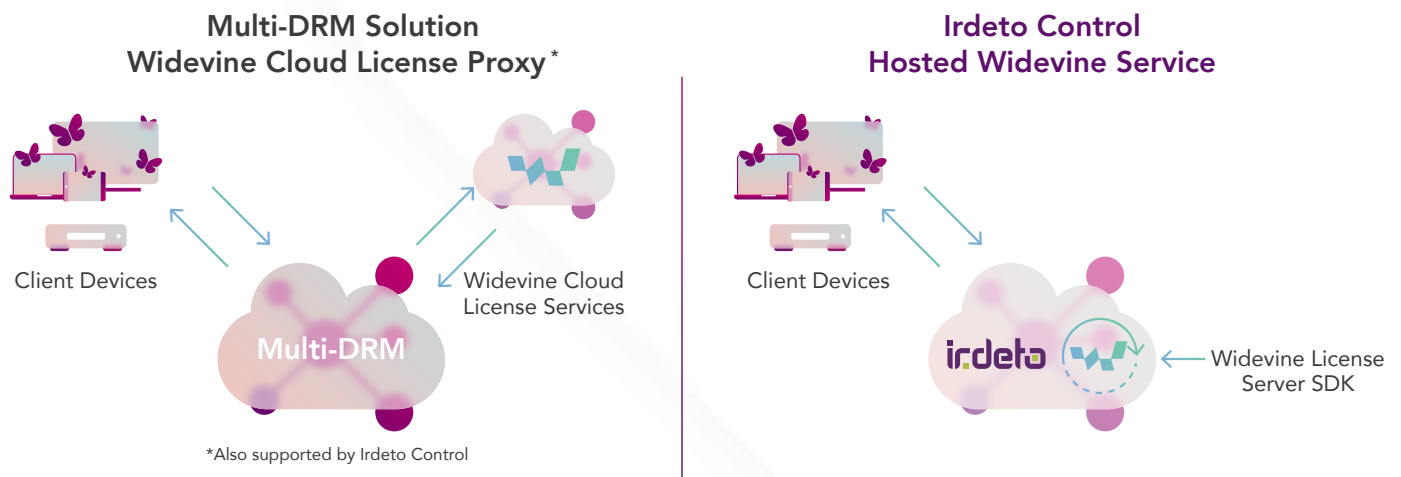 Multi-DRM Solution
Widevine Cloud License Proxy*
Client Devices
Widevine Cloud
License Services
Multi-DRM
*Also supported by Irdeto Control
Irdeto Control
Hosted Widevine Service
Client Devices
irdeto
Widevine License
Server SDK